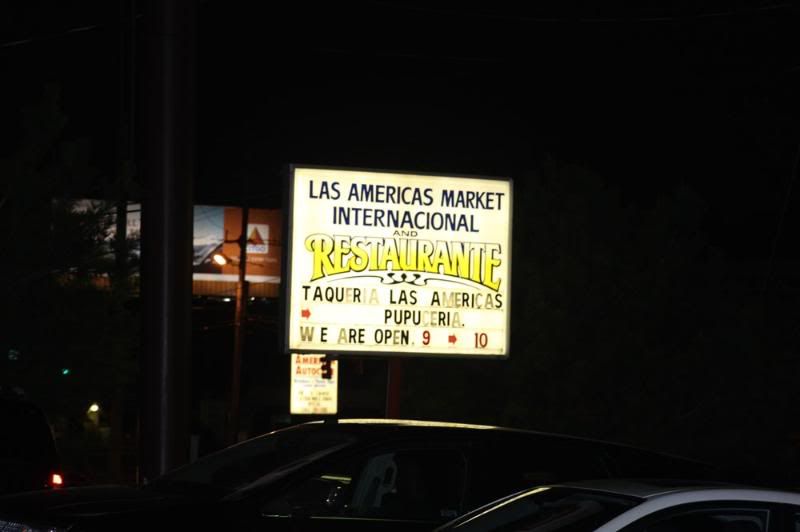 LAS AMERICAS MARKET
INTERNACIONAL
AND
RESTAURANTE
TAQUERIA LAS AMERICAS
PUPUCERIA.
WE ARE OPEN. 9 10